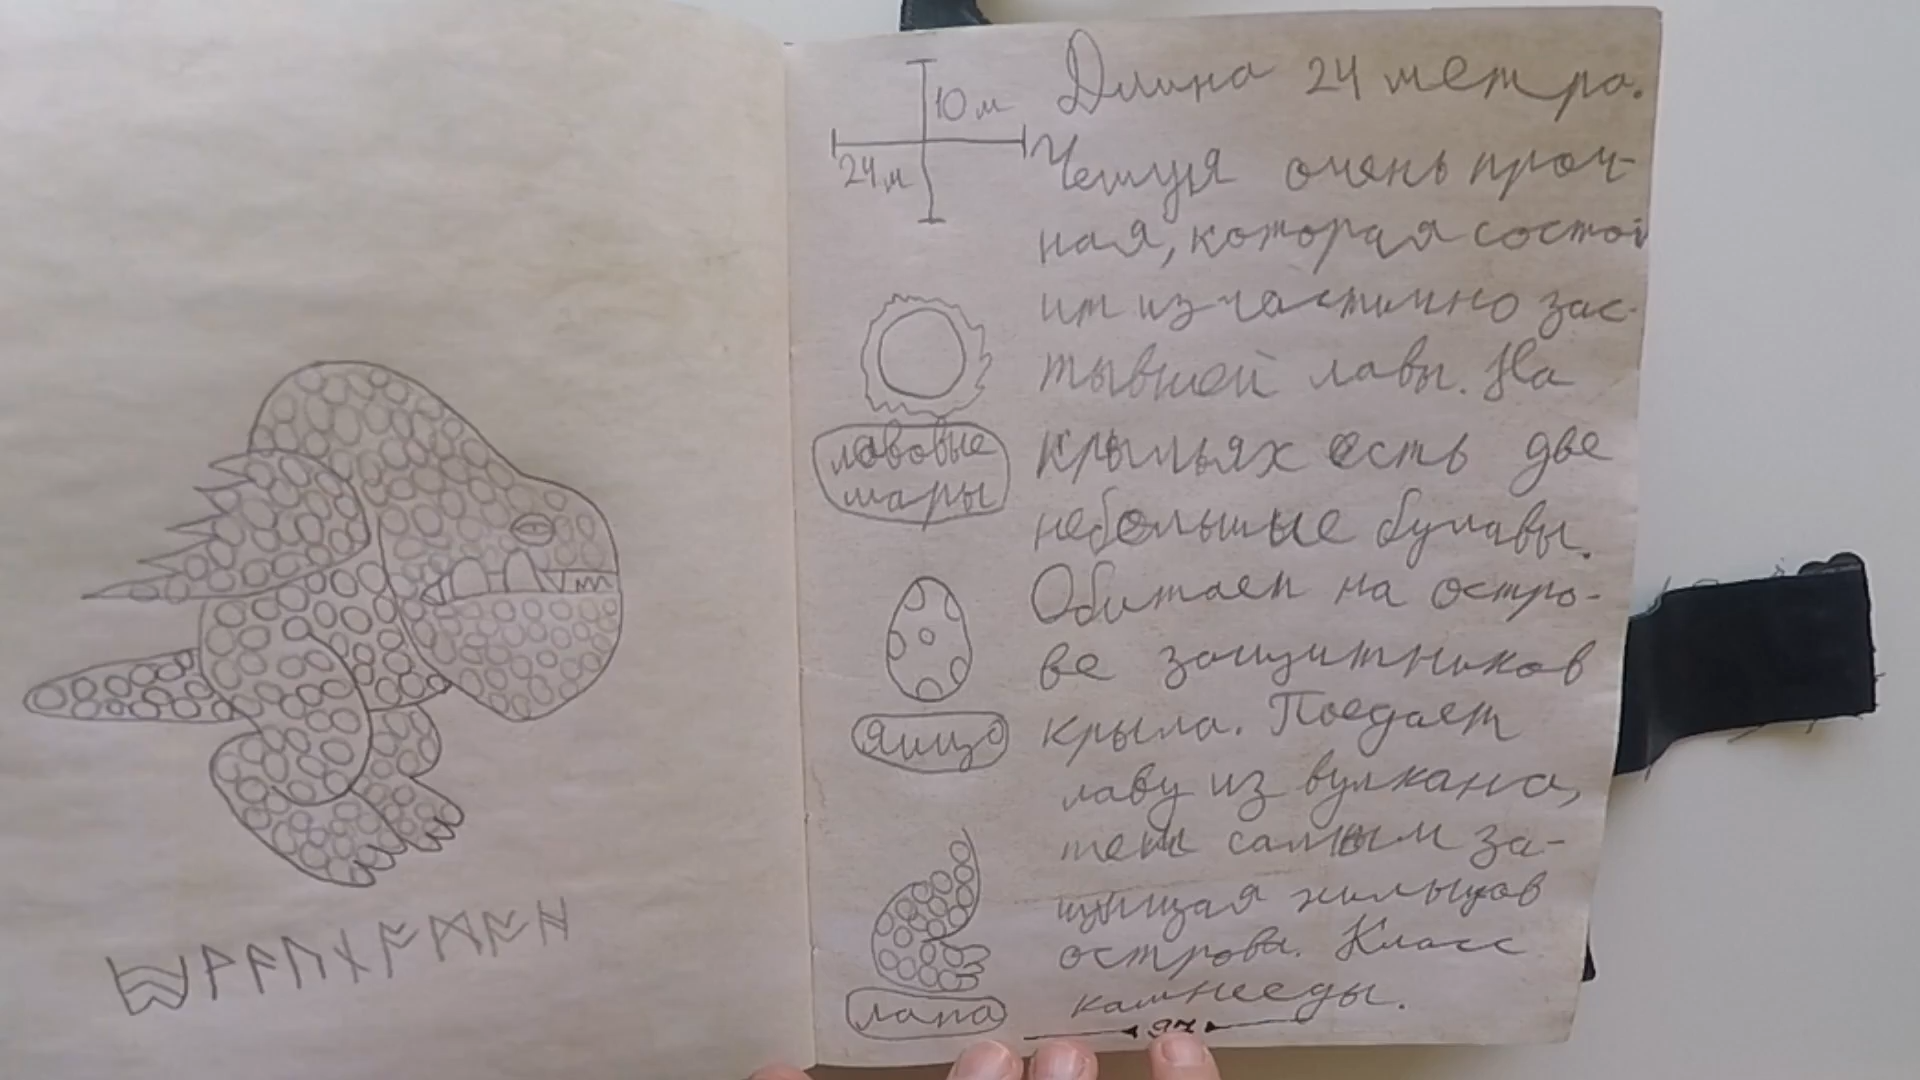 10м
24м
лавовые
шары
яйцо
лапа
Длина 24 метра.
Чешуя очень проч-
ная, которая состо
ит из частично зас-
тывшей лавы. На
крыльях есть две
небольшие булавы.
Обитает на остро-
ве защитников
крыла. Поедает
лаву из вулкана,
тем самым за-
щищая жильцов
острова. Класс
камнееды.
97